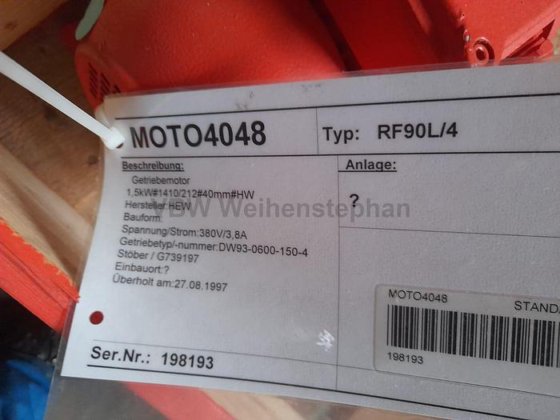 MOTO4048
Typ: RF90L/4
Beschreibung:
Getriebemotor
1,5kW#1410/212#40mm#HW
Hersteller:HEW
Bauform:
Spannung/Strom:380V/3,8A
Getriebetyp/-nummer:DW93-0600-150-4
Stöber / G739197
Einbauort:?
Überholt am:27.08.1997
Anlage:
?
VBW Weihenstephan
MOTO4048 STANDA
198193
Ser.Nr.: 198193